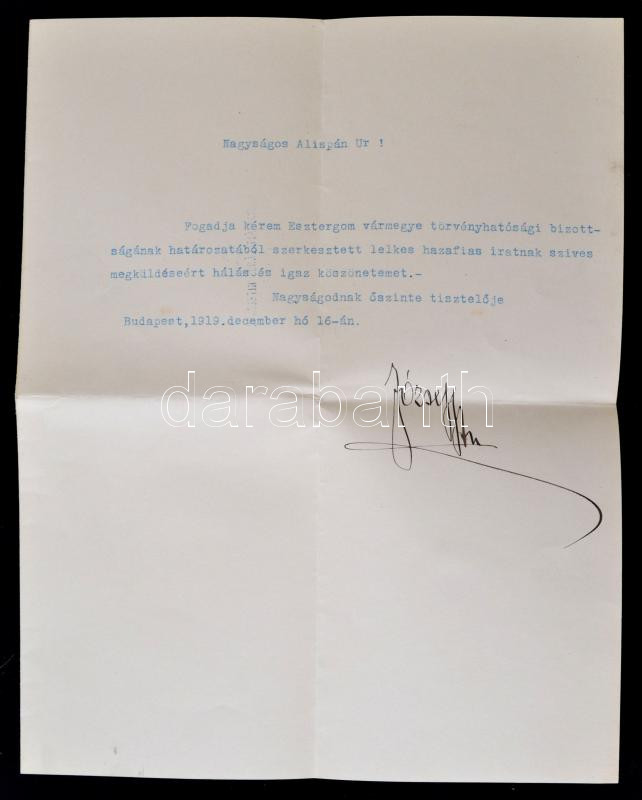 Nagyságos Alispán Ur !
Fogadja kérem Esztergom vármegye törvényhatósági bizott-
ságának határozatából szerkesztett lelkes hazafias iratnak szives
megküldéseért hálás és igaz köszönetemet.-
Nagyságodnak őszinte tisztelője
Budapest,1919.december hó 16-án.
József
darabanth